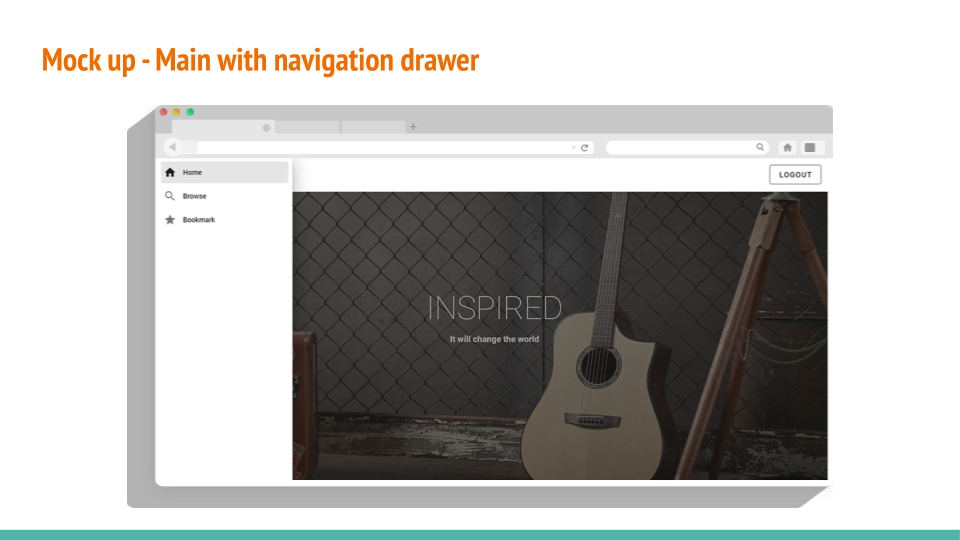 Mock up - Main with navigation drawer
Home
LOGOUT
Browse
Bookmark
INSPIRED
It will change the world